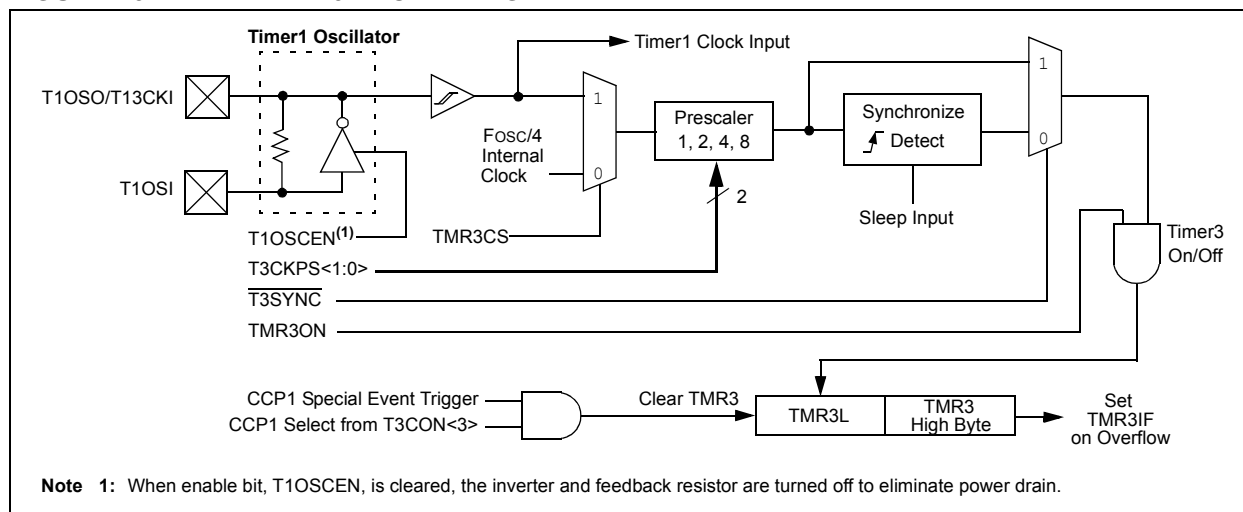 Timer1 Oscillator
Timer1 Clock Input
T1OSO/T13CKI
1
1
FOSC/4
Internal
Clock
0
Prescaler
1, 2, 4, 8
Synchronize
Detect
0
T1OSI
2
Sleep Input
T1OSCEN(1)
TMR3CS
Timer3
On/Off
T3CKPS<1:0>
T3SYNC
TMR3ON
CCP1 Special Event Trigger
CCP1 Select from T3CON<3>
Clear TMR3
TMR3L
TMR3
High Byte
Set
TMR3IF
on Overflow
Note 1: When enable bit, T1OSCEN, is cleared, the inverter and feedback resistor are turned off to eliminate power drain.